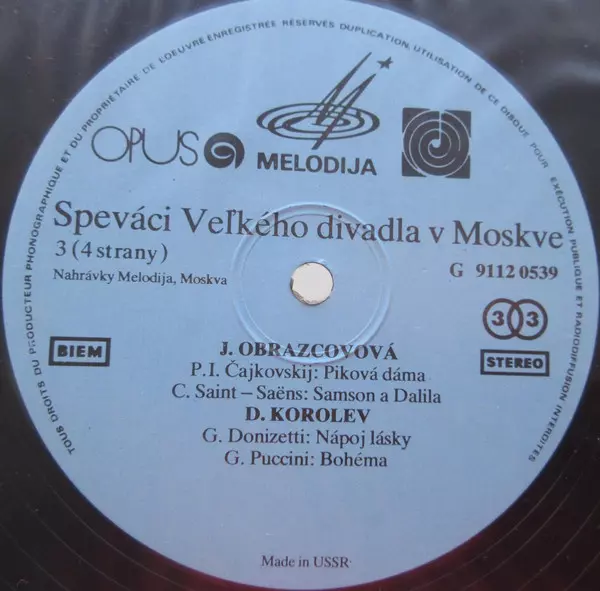 TOUS DROITS DU PRODUCTEUR PHONOGRAPHIQUE ET DU PROPRIÉTAIRE DE L'OEUVRE ENREGISTRÉE RÉSERVÉS DUPLICATION, UTILISATION DE CE DISQUE POUR EXÉCUTION PUBLIQUE ET RADIODIFFUSION INTERDITES
OPUS
MELODIJA
Speváci Veľkého divadla v Moskve
3 (4 strany)
G 9112 0539
Nahrávky Melodija, Moskva
33
BIEM
STEREO
J. OBRAZCOVOVÁ
P. I. Čajkovskij: Piková dáma
C. Saint – Saëns: Samson a Dalila
D. KOROLEV
G. Donizetti: Nápoj lásky
G. Puccini: Bohéma
Made in USSR